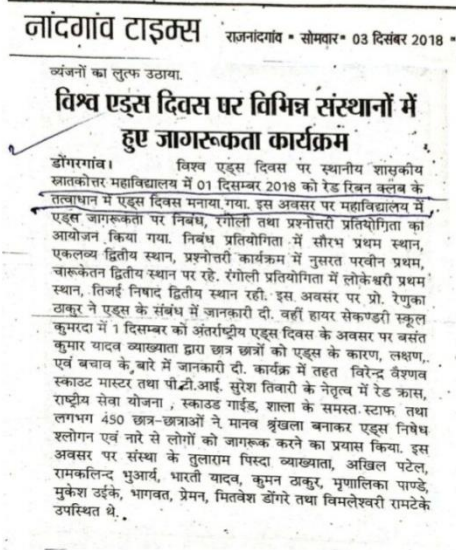 नांदगांव टाइम्स राजनांदगांव • सोमवार • 03 दिसंबर 2018 •
व्यंजनों का लुत्फ उठाया.
विश्व एड्स दिवस पर विभिन्न संस्थानों में
हुए जागरूकता कार्यक्रम
डोंगरगांव। विश्व एड्स दिवस पर स्थानीय शासकीय
स्नातकोत्तर महाविद्यालय में 01 दिसम्बर 2018 को रेड रिबन क्लब के
तत्वाधान में एड्स दिवस मनाया गया. इस अवसर पर महाविद्यालय में
एड्स जागरूकता पर निबंध, रंगोली तथा प्रश्नोत्तरी प्रतियोगिता का
आयोजन किया गया. निबंध प्रतियोगिता में सौरभ प्रथम स्थान,
एकलव्य द्वितीय स्थान, प्रश्नोत्तरी कार्यक्रम में नुसरत परवीन प्रथम,
चारूकेतन द्वितीय स्थान पर रहे. रंगोली प्रतियोगिता में लोकेश्वरी प्रथम
स्थान, तिजई निषाद द्वितीय स्थान रही. इस अवसर पर प्रो. रेणुका
ठाकुर ने एड्स के संबंध में जानकारी दी. वहीं हायर सेकण्डरी स्कूल
कुमरदा में 1 दिसम्बर को अंतर्राष्ट्रीय एड्स दिवस के अवसर पर बसंत
कुमार यादव व्याख्याता द्वारा छात्र छात्रों को एड्स के कारण, लक्षण,
एवं बचाव के बारे में जानकारी दी. कार्यक्र में तहत विरेन्द्र वैष्णव
स्काउट मास्टर तथा पी.टी.आई. सुरेश तिवारी के नेतृत्व में रेड क्रास,
राष्ट्रीय सेवा योजना, स्काउड गाईड, शाला के समस्त स्टाफ, तथा
लगभग 450 छात्र-छात्राओं ने मानव श्रृंखला बनाकर एड्स निषेध
श्लोगन एवं नारे से लोगों को जागरूक करने का प्रयास किया. इस
अवसर पर संस्था के तुलाराम पिस्दा व्याख्याता, अखिल पटेल,
रामकलिन्द भुआर्य, भारती यादव, कुमन ठाकुर, मृणालिका पाण्डे,
मुकेश उईके, भागवत, प्रेमन, मितवेश डोंगरे तथा विमलेश्वरी रामटेके
उपस्थित थे.